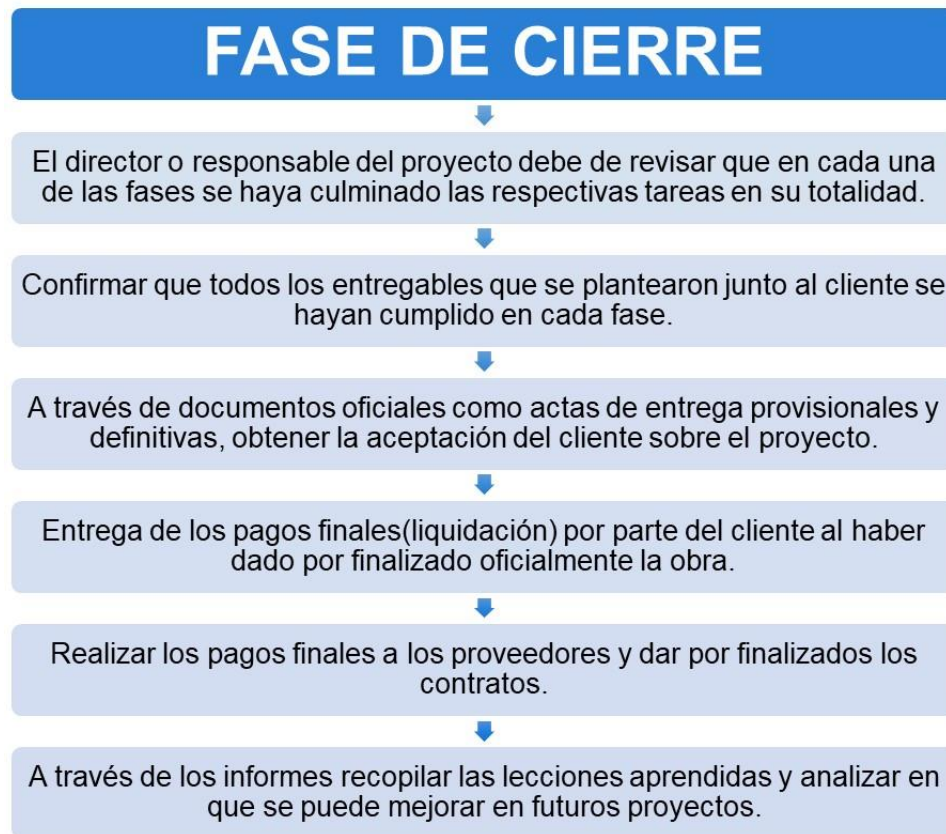 FASE DE CIERRE
El director o responsable del proyecto debe de revisar que en cada una
de las fases se haya culminado las respectivas tareas en su totalidad.
Confirmar que todos los entregables que se plantearon junto al cliente se
hayan cumplido en cada fase.
A través de documentos oficiales como actas de entrega provisionales y
definitivas, obtener la aceptación del cliente sobre el proyecto.
Entrega de los pagos finales(liquidación) por parte del cliente al haber
dado por finalizado oficialmente la obra.
Realizar los pagos finales a los proveedores y dar por finalizados los
contratos.
A través de los informes recopilar las lecciones aprendidas y analizar en
que se puede mejorar en futuros proyectos.